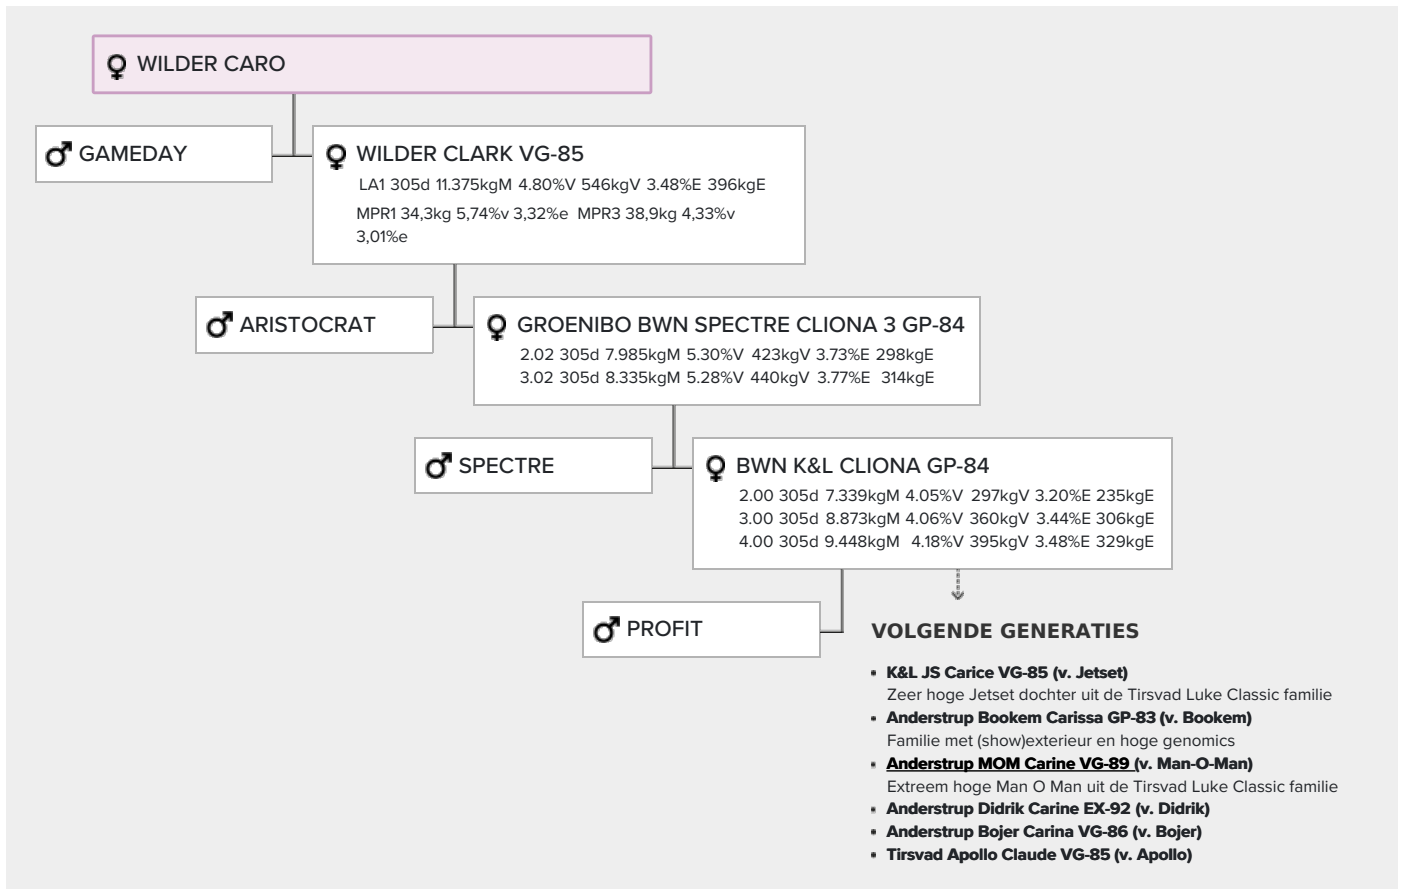 WILDER CARO
GAMEDAY
WILDER CLARK VG-85
LA1 305d 11.375kgM 4.80%V 546kgV 3.48%E 396kgE
MPR1 34,3kg 5,74%v 3,32%e MPR3 38,9kg 4,33%v
3,01%e
ARISTOCRAT
GROENIBO BWN SPECTRE CLIONA 3 GP-84
2.02 305d 7.985kgM 5.30%V 423kgV 3.73%E 298kgE
3.02 305d 8.335kgM 5.28%V 440kgV 3.77%E 314kgE
SPECTRE
BWN K&L CLIONA GP-84
2.00 305d 7.339kgM 4.05%V 297kgV 3.20%E 235kgE
3.00 305d 8.873kgM 4.06%V 360kgV 3.44%E 306kgE
4.00 305d 9.448kgM 4.18%V 395kgV 3.48%E 329kgE
PROFIT
VOLGENDE GENERATIES
• K&L JS Carice VG-85 (v. Jetset)
Zeer hoge Jetset dochter uit de Tirsvad Luke Classic familie
• Anderstrup Bookem Carissa GP-83 (v. Bookem)
Familie met (show)exterieur en hoge genomics
• Anderstrup MOM Carine VG-89 (v. Man-O-Man)
Extreem hoge Man O Man uit de Tirsvad Luke Classic familie
• Anderstrup Didrik Carine EX-92 (v. Didrik)
• Anderstrup Bojer Carina VG-86 (v. Bojer)
• Tirsvad Apollo Claude VG-85 (v. Apollo)